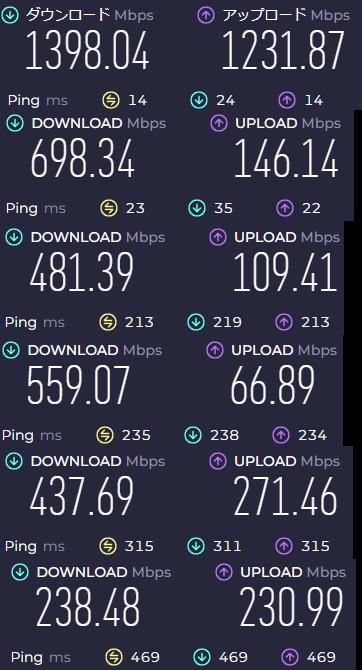 ダウンロード Mbps アップロード Mbps
1398.04 1231.87
Ping ms 14 24 14
DOWNLOAD Mbps UPLOAD Mbps
698.34 146.14
Ping ms 23 35 22
DOWNLOAD Mbps UPLOAD Mbps
481.39 109.41
Ping ms 213 219 213
DOWNLOAD Mbps UPLOAD Mbps
559.07 66.89
Ping ms 235 238 234
DOWNLOAD Mbps UPLOAD Mbps
437.69 271.46
Ping ms 315 311 315
DOWNLOAD Mbps UPLOAD Mbps
238.48 230.99
Ping ms 469 469 469